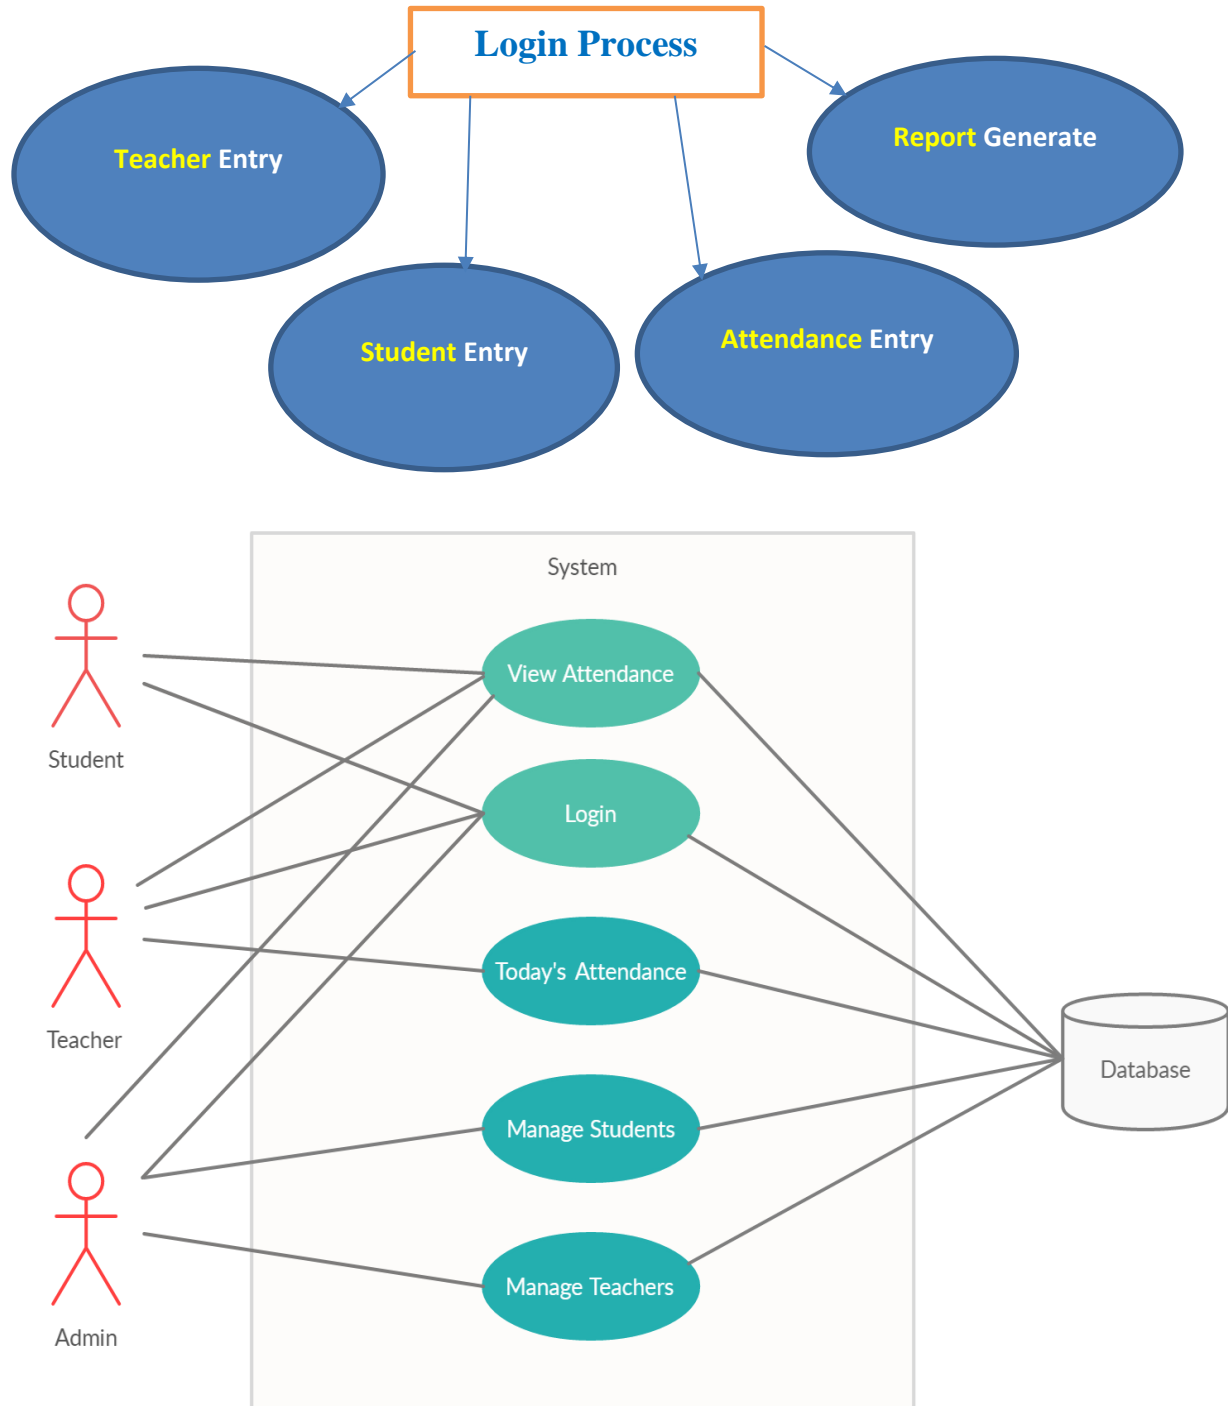 Login Process
Teacher Entry
Report Generate
Student Entry
Attendance Entry
System
View Attendance
Student
Login
Today's Attendance
Teacher
Database
Manage Students
Manage Teachers
Admin